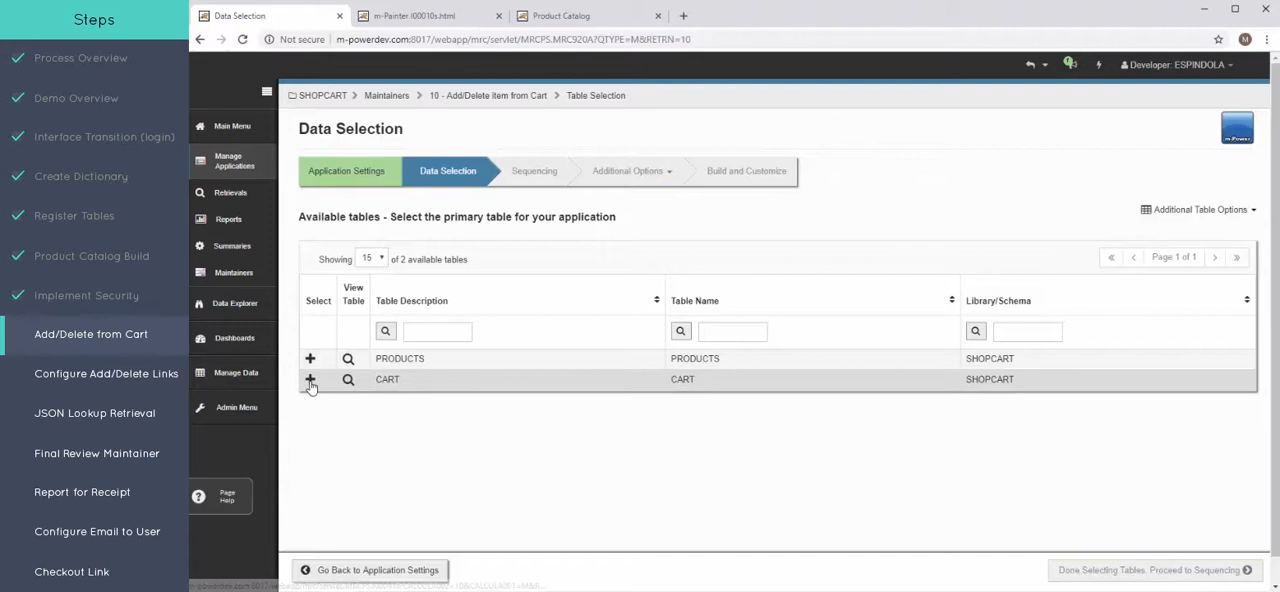 Steps
Process Overview
Demo Overview
Interface Transition (login)
Create Dictionary
Register Tables
Product Catalog Build
Implement Security
Add/Delete from Cart
Configure Add/Delete Links
JSON Lookup Retrieval
Final Review Maintainer
Report for Receipt
Configure Email to User
Checkout Link
Data Selection
m-Painter I00010s.html
Product Catalog
Not secure
m-powerdev.com:8017/webapp/mrc/servlet/MRCPS.MRC920A?QTYPE=M&RETRN=10
M
Developer: ESPINDOLA
Main Menu
Manage
Applications
Retrievals
Reports
Summaries
Maintainers
Data Explorer
Dashboards
Manage Data
Admin Menu
Page
Help
SHOPCART > Maintainers > 10 - Add/Delete Item from Cart > Table Selection
Data Selection
m-Power
Application Settings
Data Selection
Sequencing
Additional Options
Build and Customize
Available tables - Select the primary table for your application
Additional Table Options
Showing 15 of 2 available tables
Page 1 of 1
Select View Table Table Description Table Name Library/Schema
PRODUCTS PRODUCTS SHOPCART
CART CART SHOPCART
Go Back to Application Settings
Done Selecting Tables. Proceed to Sequencing